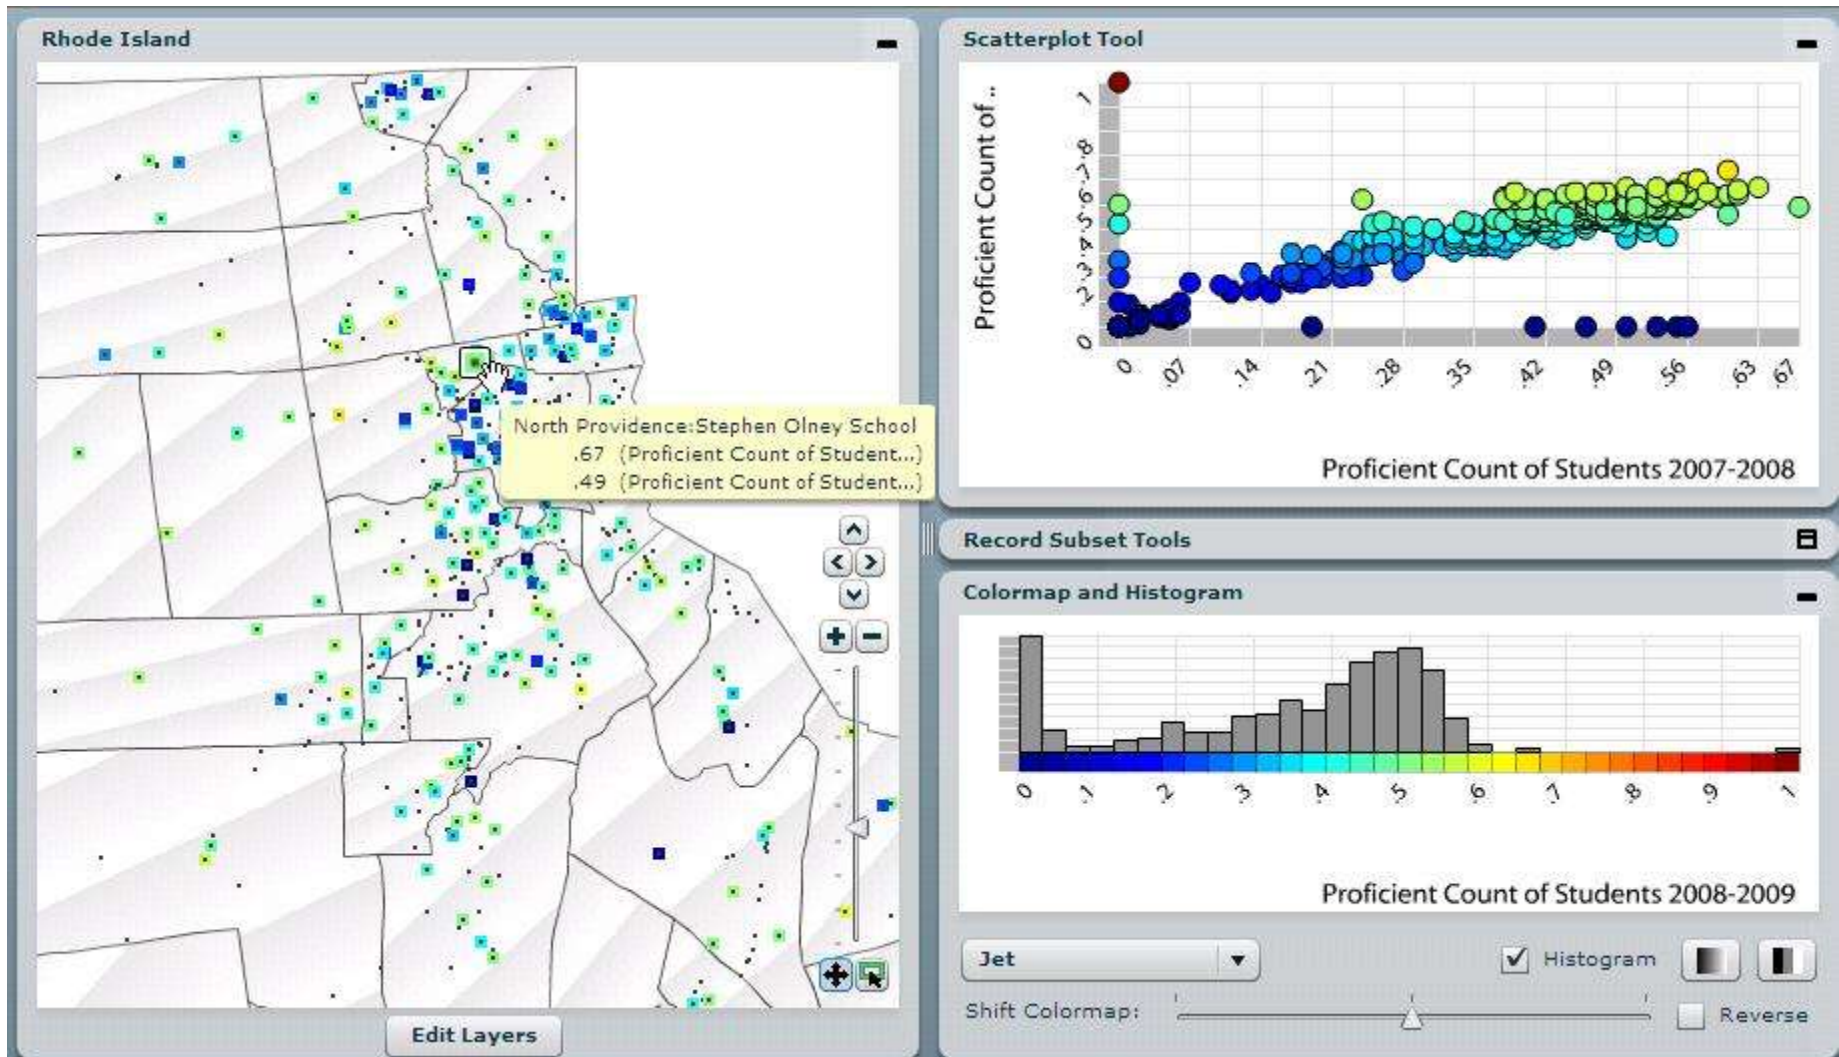 Rhode Island
North Providence:Stephen Olney School
.67 (Proficient Count of Student...)
.49 (Proficient Count of Student...)
Edit Layers
Scatterplot Tool
Proficient Count of ..
1
.8
.7
.6
.5
.4
.3
.2
0
0 .07 .14 .21 .28 .35 .42 .49 .56 .63 .67
Proficient Count of Students 2007-2008
Record Subset Tools
Colormap and Histogram
0 .1 .2 .3 .4 .5 .6 .7 .8 .9 1
Proficient Count of Students 2008-2009
Jet
Histogram
Shift Colormap:
Reverse